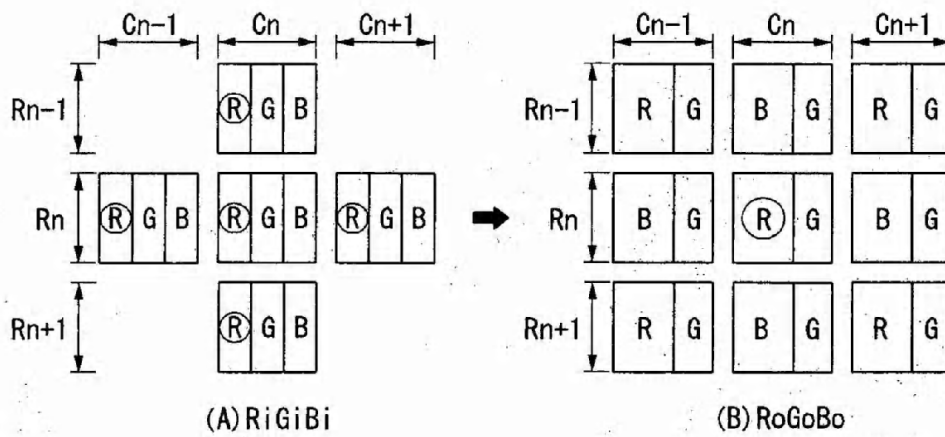 Cn-1 Cn Cn+1 Cn-1 Cn Cn+1
Rn-1 R G B Rn-1 R G B G R G
Rn R G B R G B R G B Rn B G R G B G
Rn+1 R G B Rn+1 R G B G R G
(A)RiGiBi (B)RoGoBo